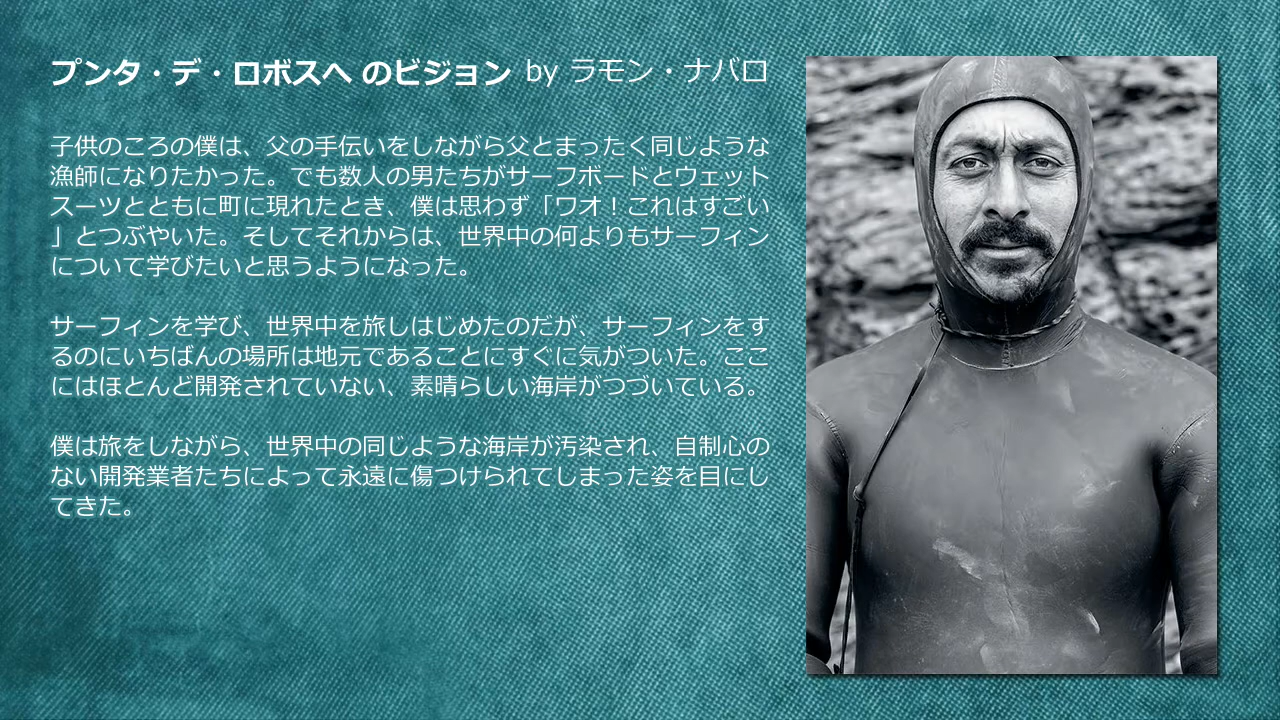 プンタ・デ・ロボスへ のビジョン by ラモン・ナバロ
子供のころの僕は、父の手伝いをしながら父とまったく同じような
漁師になりたかった。でも数人の男たちがサーフボードとウェット
スーツとともに町に現れたとき、僕は思わず「ワオ！これはすごい
」とつぶやいた。そしてそれからは、世界中の何よりもサーフィン
について学びたいと思うようになった。
サーフィンを学び、世界中を旅しはじめたのだが、サーフィンをす
るのにいちばんの場所は地元であることにすぐに気がついた。ここ
にはほとんど開発されていない、素晴らしい海岸がつづいている。
僕は旅をしながら、世界中の同じような海岸が汚染され、自制心の
ない開発業者たちによって永遠に傷つけられてしまった姿を目にし
てきた。